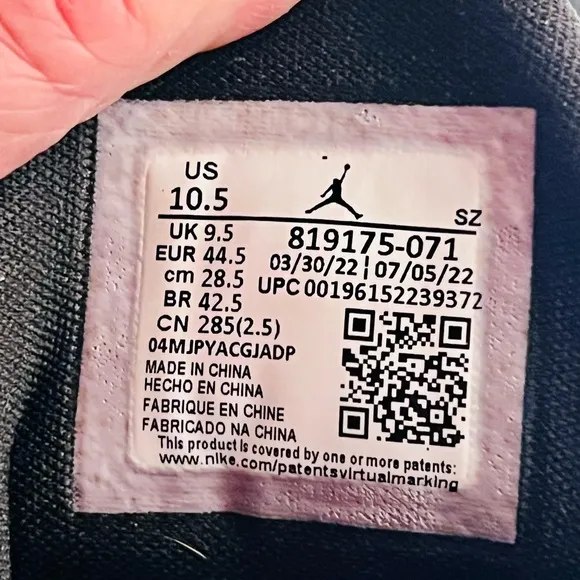 US
10.5
SZ
UK 9.5
EUR 44.5
cm 28.5
BR 42.5
CN 285(2.5)
819175-071
03/30/22 | 07/05/22
UPC 00196152239372
04MJPYACGJADP
MADE IN CHINA
HECHO EN CHINA
FABRIQUE EN CHINE
FABRICADO NA CHINA
This product is covered by one or more patents:
www.nike.com/patentsvirtualmarking